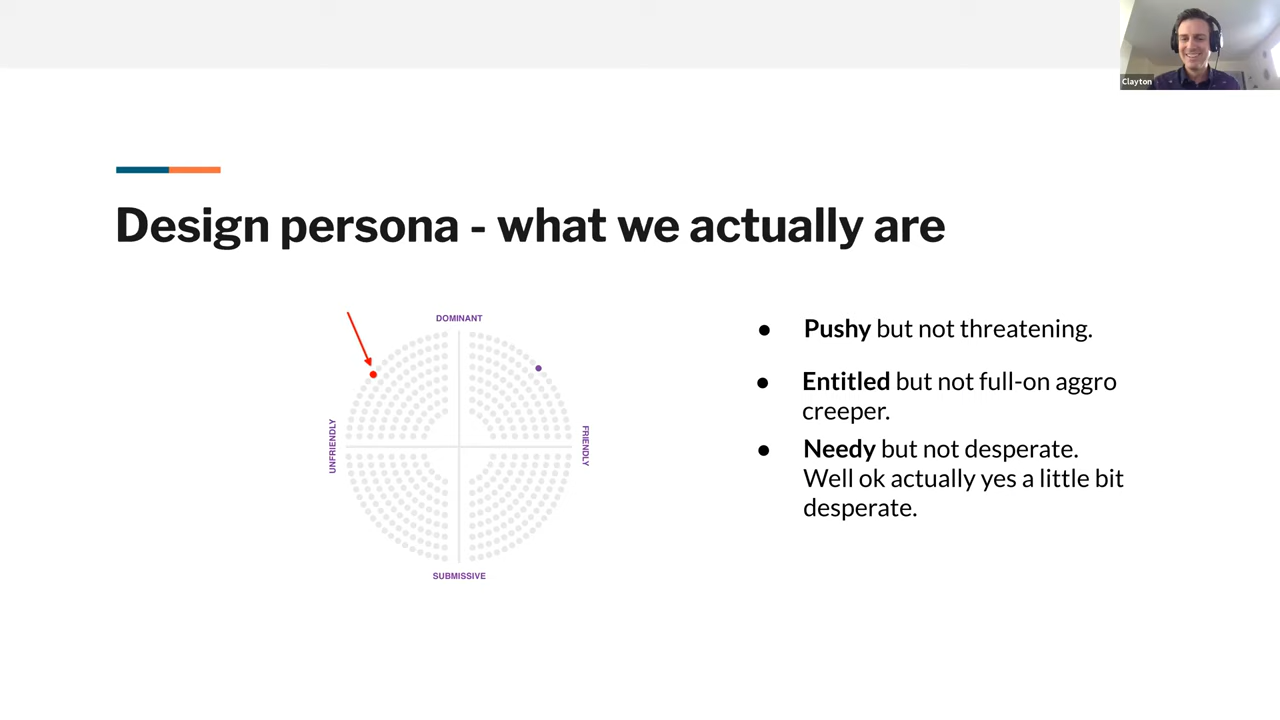 Clayton
Design persona - what we actually are
DOMINANT
UNFRIENDLY
FRIENDLY
SUBMISSIVE
● Pushy but not threatening.
● Entitled but not full-on aggro
creeper.
● Needy but not desperate.
Well ok actually yes a little bit
desperate.